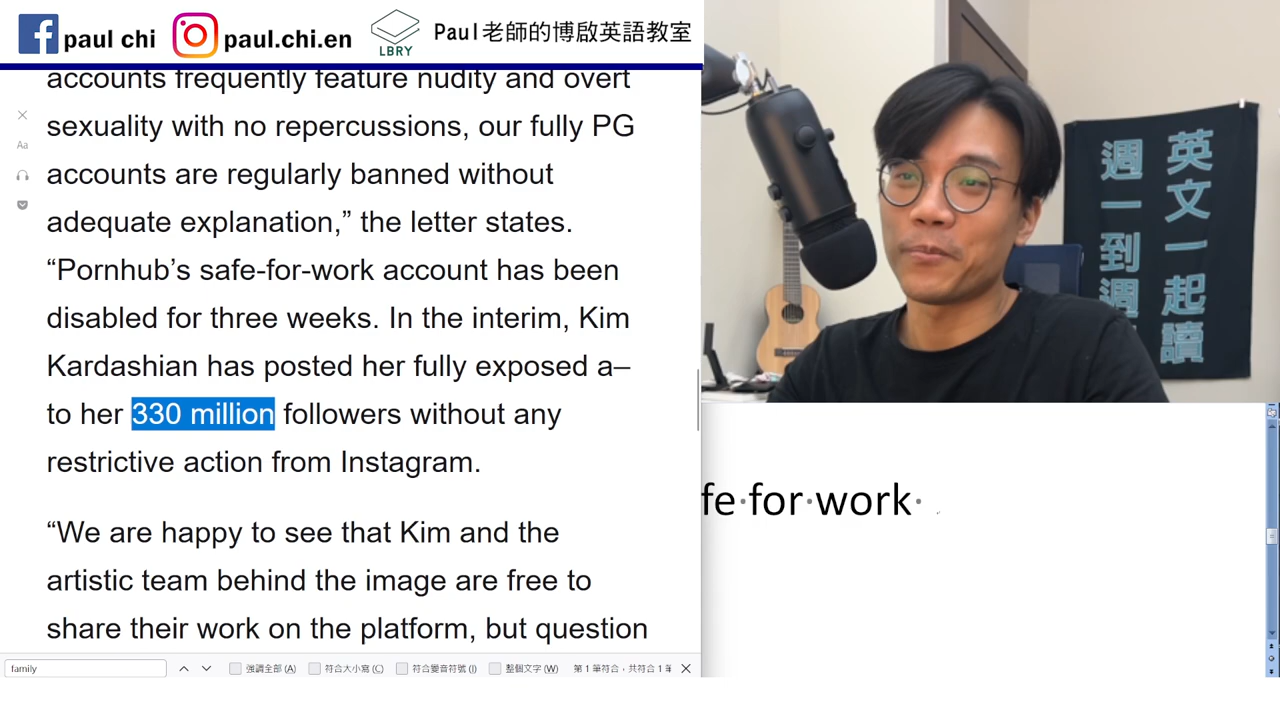 paul chi
paul.chi.en
LBRY
Paul老師的博啟英語教室
accounts frequently feature nudity and overt
sexuality with no repercussions, our fully PG
accounts are regularly banned without
adequate explanation,” the letter states.
“Pornhub’s safe-for-work account has been
disabled for three weeks. In the interim, Kim
Kardashian has posted her fully exposed a–
to her 330 million followers without any
restrictive action from Instagram.
“We are happy to see that Kim and the
artistic team behind the image are free to
share their work on the platform, but question
Aa
family
強調全部 (A)
符合大小寫 (C)
符合變音符號 (I)
整個文字 (W)
第 1 筆符合，共符合 1 筆
英文一起讀
週一到週
fe·for·work·